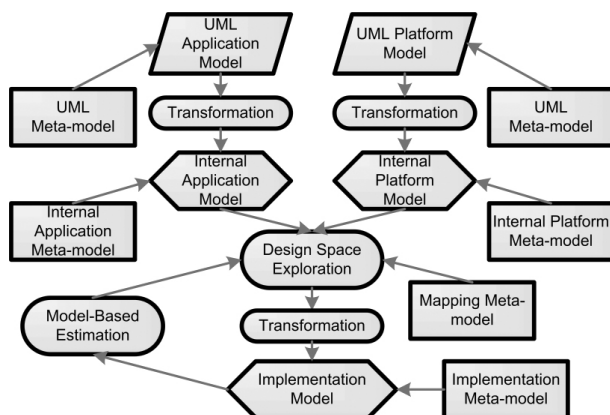 UML
Application
Model
UML Platform
Model
UML
Meta-model
Transformation
Transformation
UML
Meta-model
Internal
Application
Model
Internal
Platform
Model
Internal
Application
Meta-model
Internal Platform
Meta-model
Design Space
Exploration
Model-Based
Estimation
Mapping Meta-
model
Transformation
Implementation
Model
Implementation
Meta-model